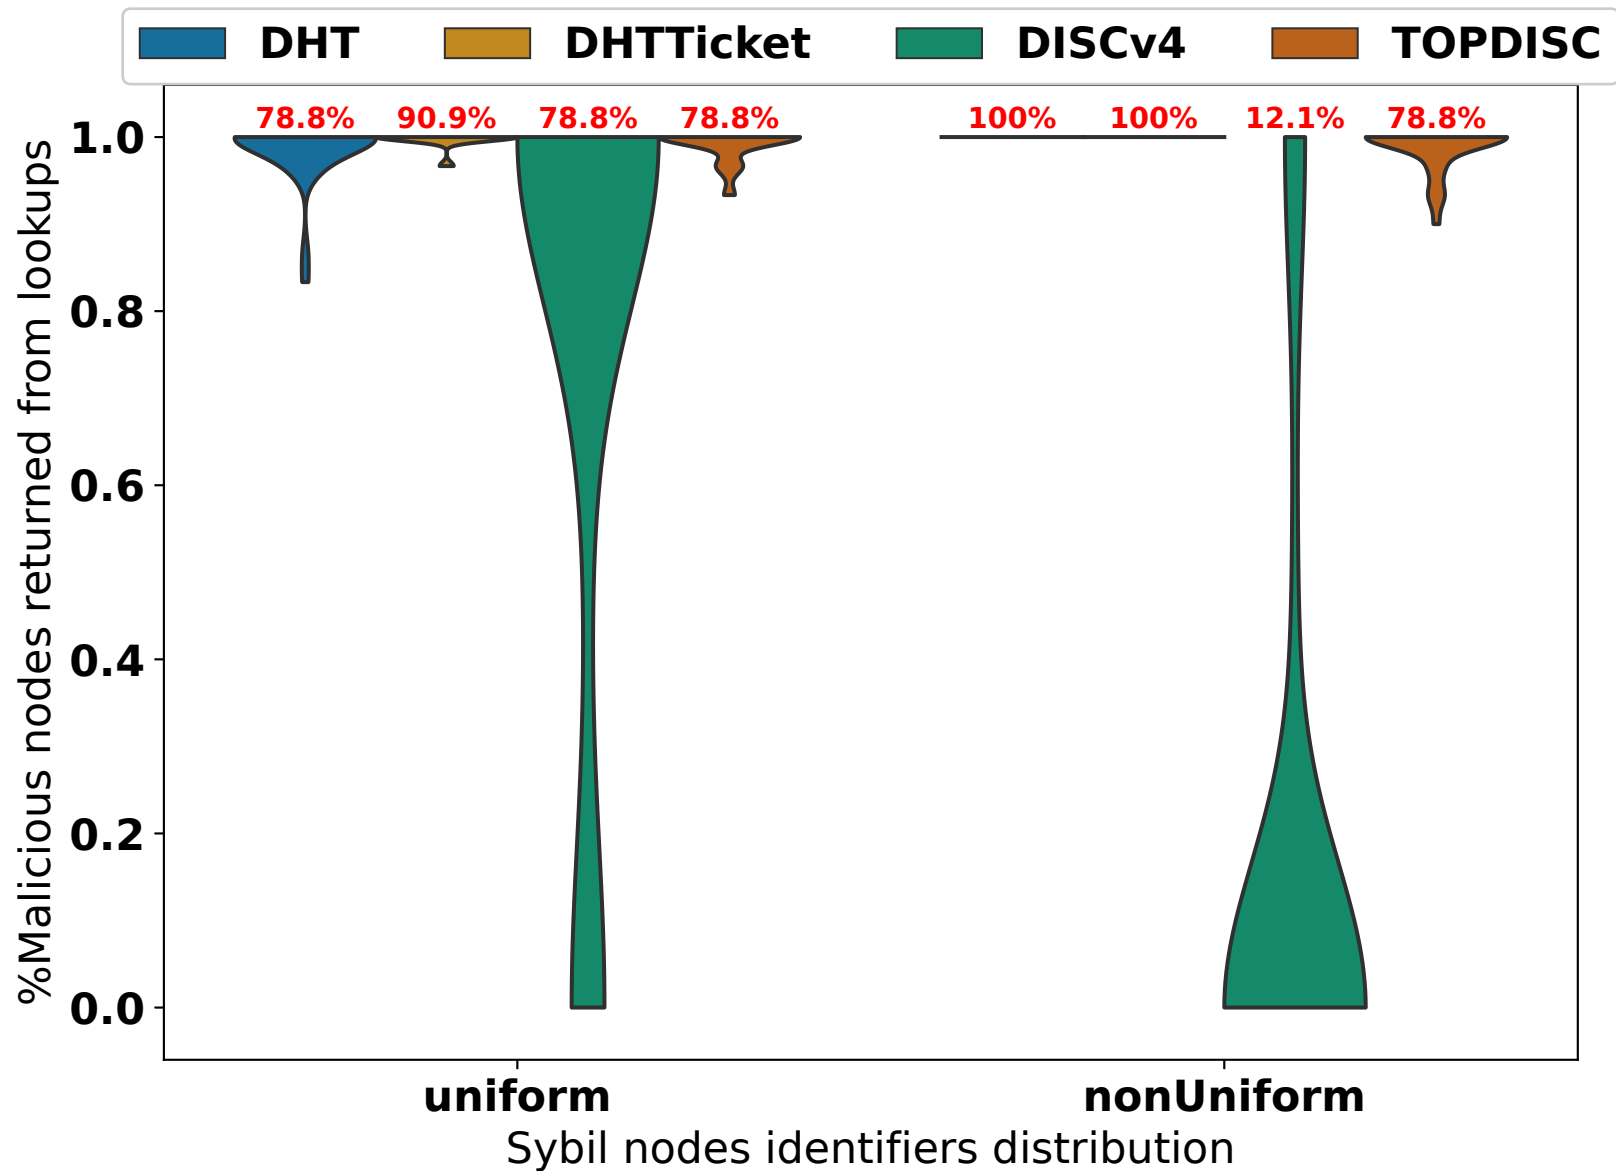 DHT DHTTicket DISCv4 TOPDISC
78.8% 90.9% 78.8% 78.8% 100% 100% 12.1% 78.8%
%Malicious nodes returned from lookups
1.0
0.8
0.6
0.4
0.2
0.0
uniform nonUniform
Sybil nodes identifiers distribution